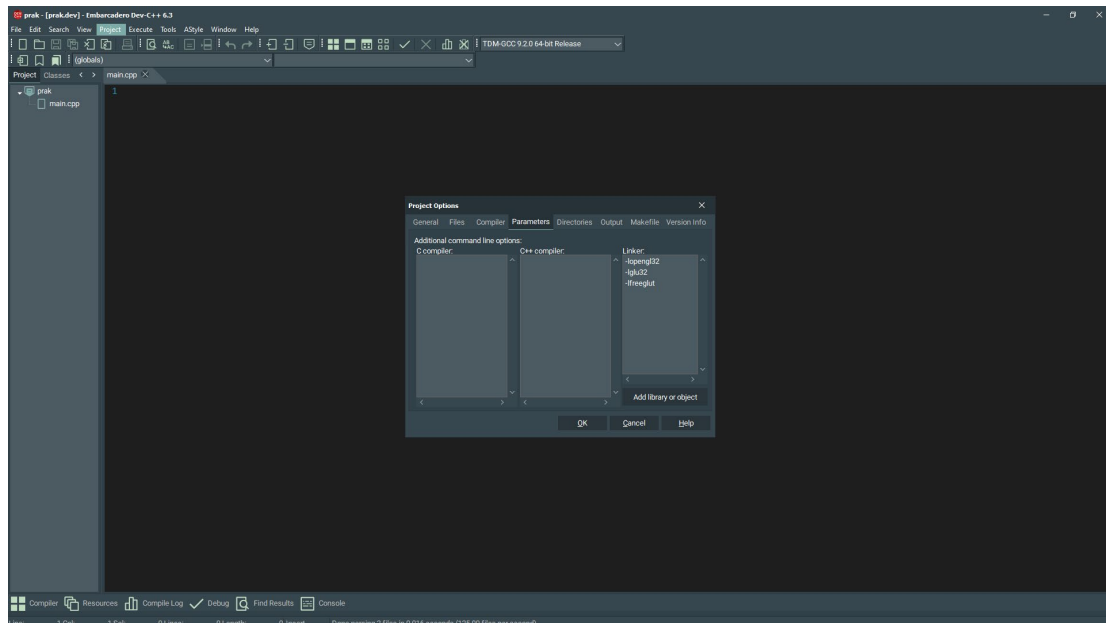 prak - [prak.dev] - Embarcadero Dev-C++ 6.3
File Edit Search View Project Execute Tools AStyle Window Help
TDM-GCC 9.2.0 64-bit Release
(globals)
Project Classes main.cpp
prak
main.cpp
1
Project Options
General Files Compiler Parameters Directories Output Makefile Version Info
Additional command line options:
C compiler: C++ compiler: Linker:
-lopengl32
-lglu32
-lfreeglut
Add library or object
OK Cancel Help
Compiler Resources Compile Log Debug Find Results Console